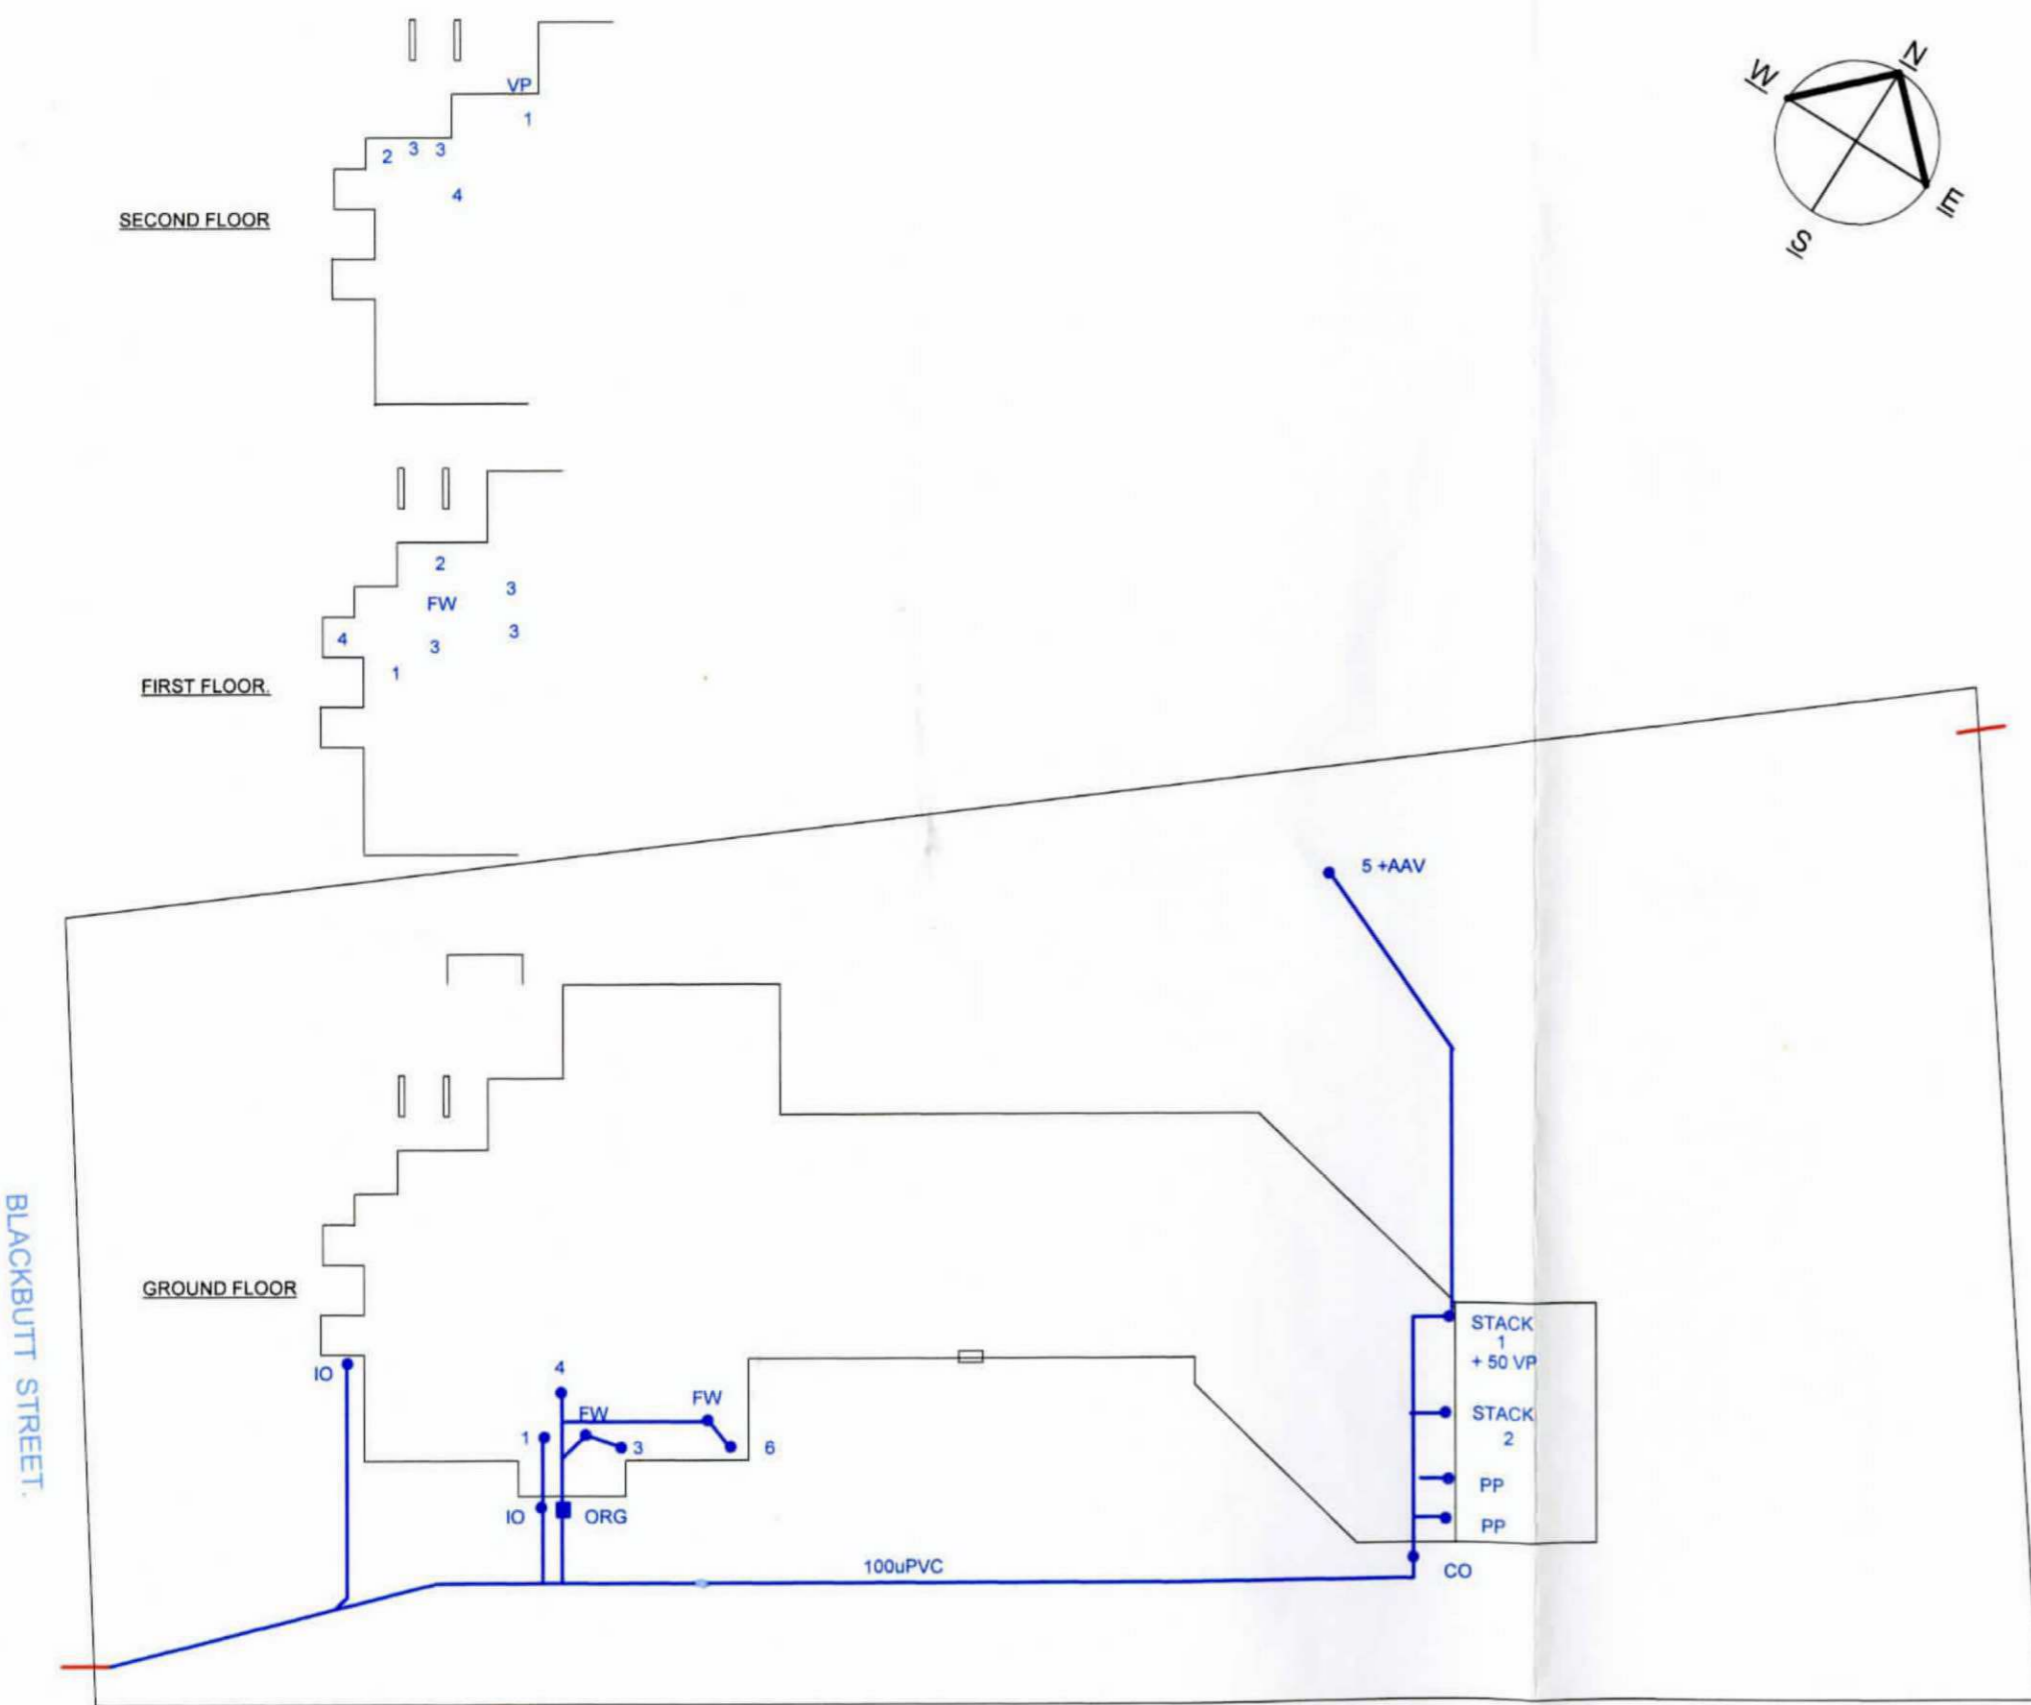 N
W
E
S
VP
1
2 3 3
4
SECOND FLOOR
2
3
FW
3
4
3
1
FIRST FLOOR.
5 +AAV
BLACKBUTT STREET.
GROUND FLOOR
STACK
1
+ 50 VP
STACK
2
PP
PP
CO
IO
4
FW
FW
1
3
6
IO
ORG
100uPVC